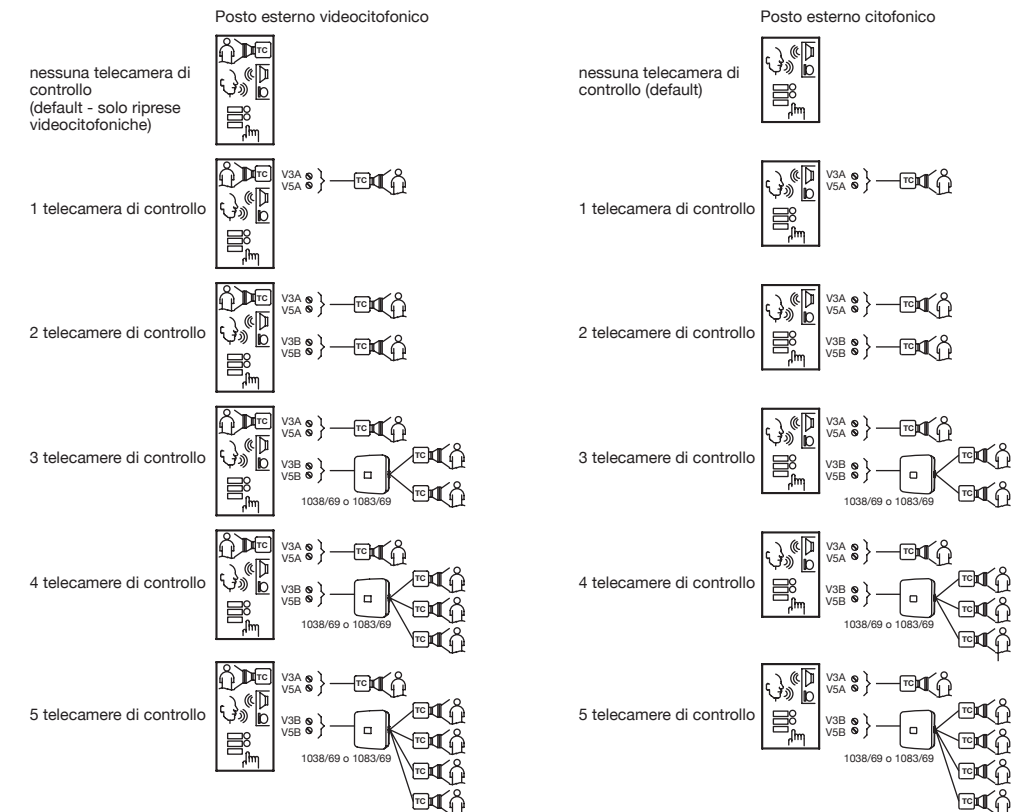 Posto esterno videocitofonico
nessuna telecamera di
controllo
(default - solo riprese
videocitofoniche)
TC
1 telecamera di controllo
TC
V3A
V5A
TC
2 telecamere di controllo
TC
V3A
V5A
TC
V3B
V5B
TC
3 telecamere di controllo
TC
V3A
V5A
TC
V3B
V5B
TC
TC
1038/69 o 1083/69
4 telecamere di controllo
TC
V3A
V5A
TC
V3B
V5B
TC
TC
TC
1038/69 o 1083/69
5 telecamere di controllo
TC
V3A
V5A
TC
V3B
V5B
TC
TC
TC
TC
1038/69 o 1083/69
Posto esterno citofonico
nessuna telecamera di
controllo (default)
1 telecamera di controllo
V3A
V5A
TC
2 telecamere di controllo
V3A
V5A
TC
V3B
V5B
TC
3 telecamere di controllo
V3A
V5A
TC
V3B
V5B
TC
TC
1038/69 o 1083/69
4 telecamere di controllo
V3A
V5A
TC
V3B
V5B
TC
TC
TC
1038/69 o 1083/69
5 telecamere di controllo
V3A
V5A
TC
V3B
V5B
TC
TC
TC
TC
1038/69 o 1083/69